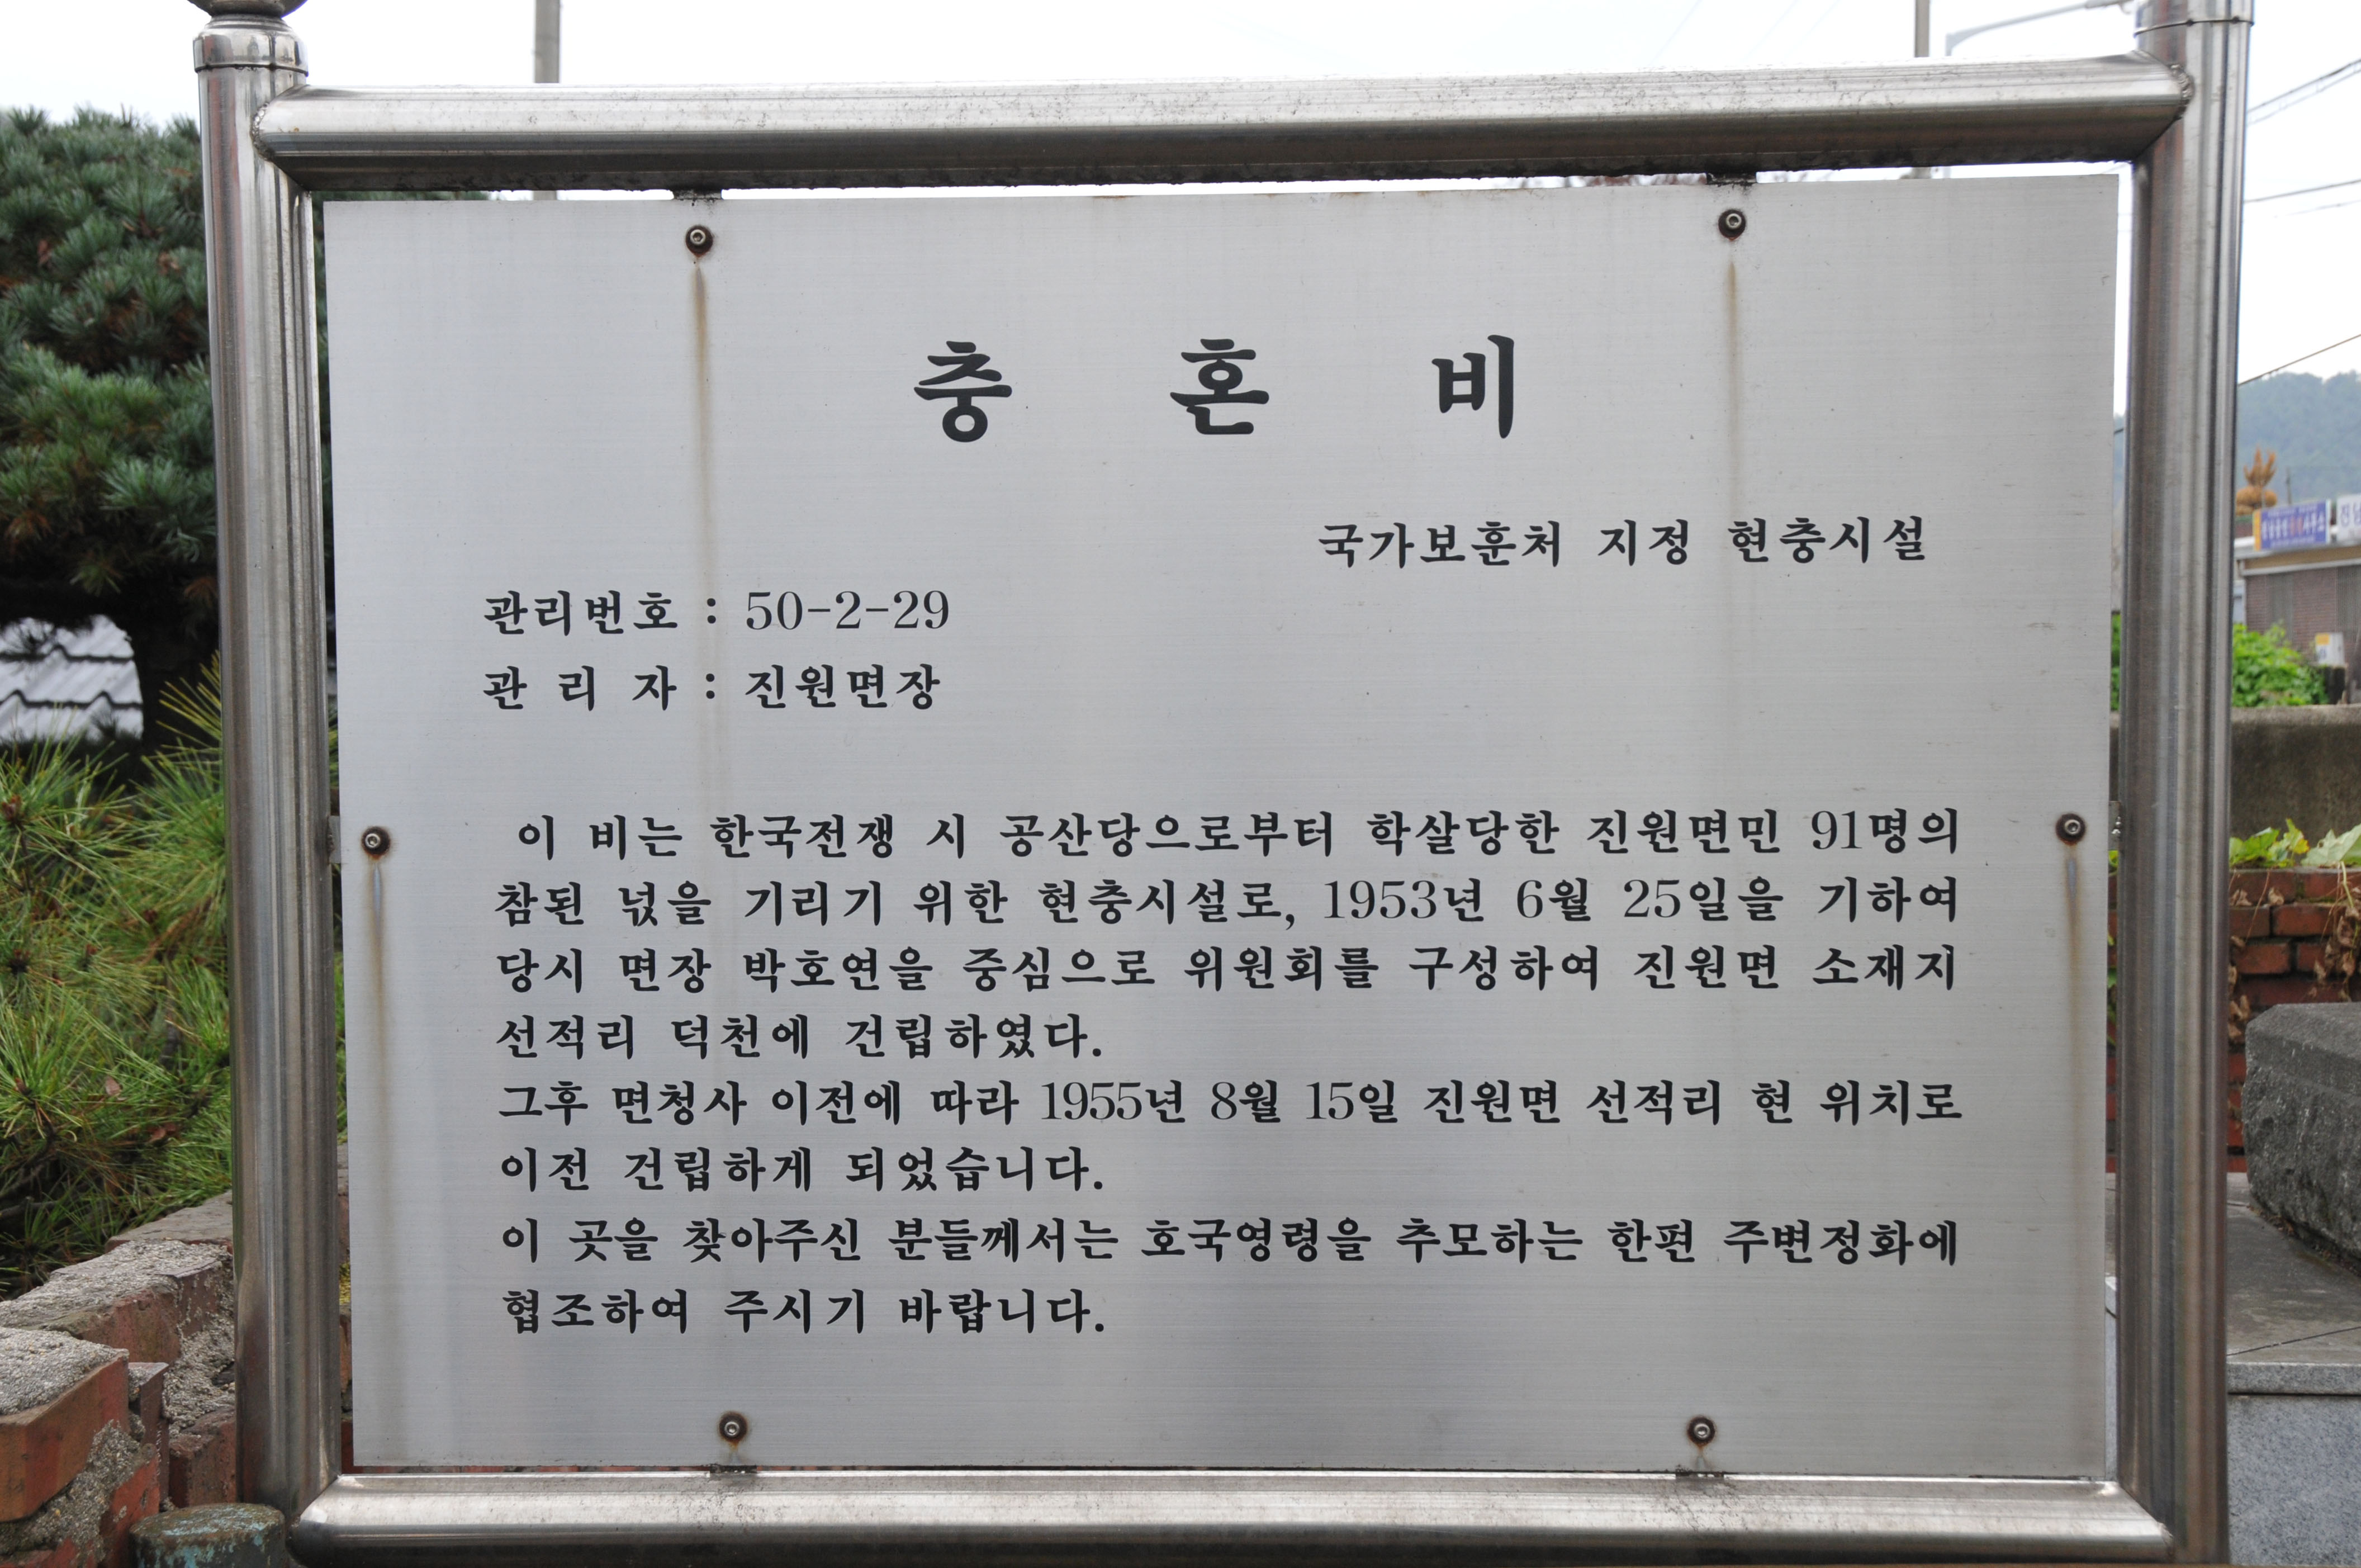 충 혼 비
국가보훈처 지정 현충시설
관리번호 : 50-2-29
관 리 자 : 진원면장
이 비는 한국전쟁 시 공산당으로부터 학살당한 진원면민 91명의
참된 넋을 기리기 위한 현충시설로, 1953년 6월 25일을 기하여
당시 면장 박호연을 중심으로 위원회를 구성하여 진원면 소재지
선적리 덕천에 건립하였다.
그후 면청사 이전에 따라 1955년 8월 15일 진원면 선적리 현 위치로
이전 건립하게 되었습니다.
이 곳을 찾아주신 분들께서는 호국영령을 추모하는 한편 주변정화에
협조하여 주시기 바랍니다.